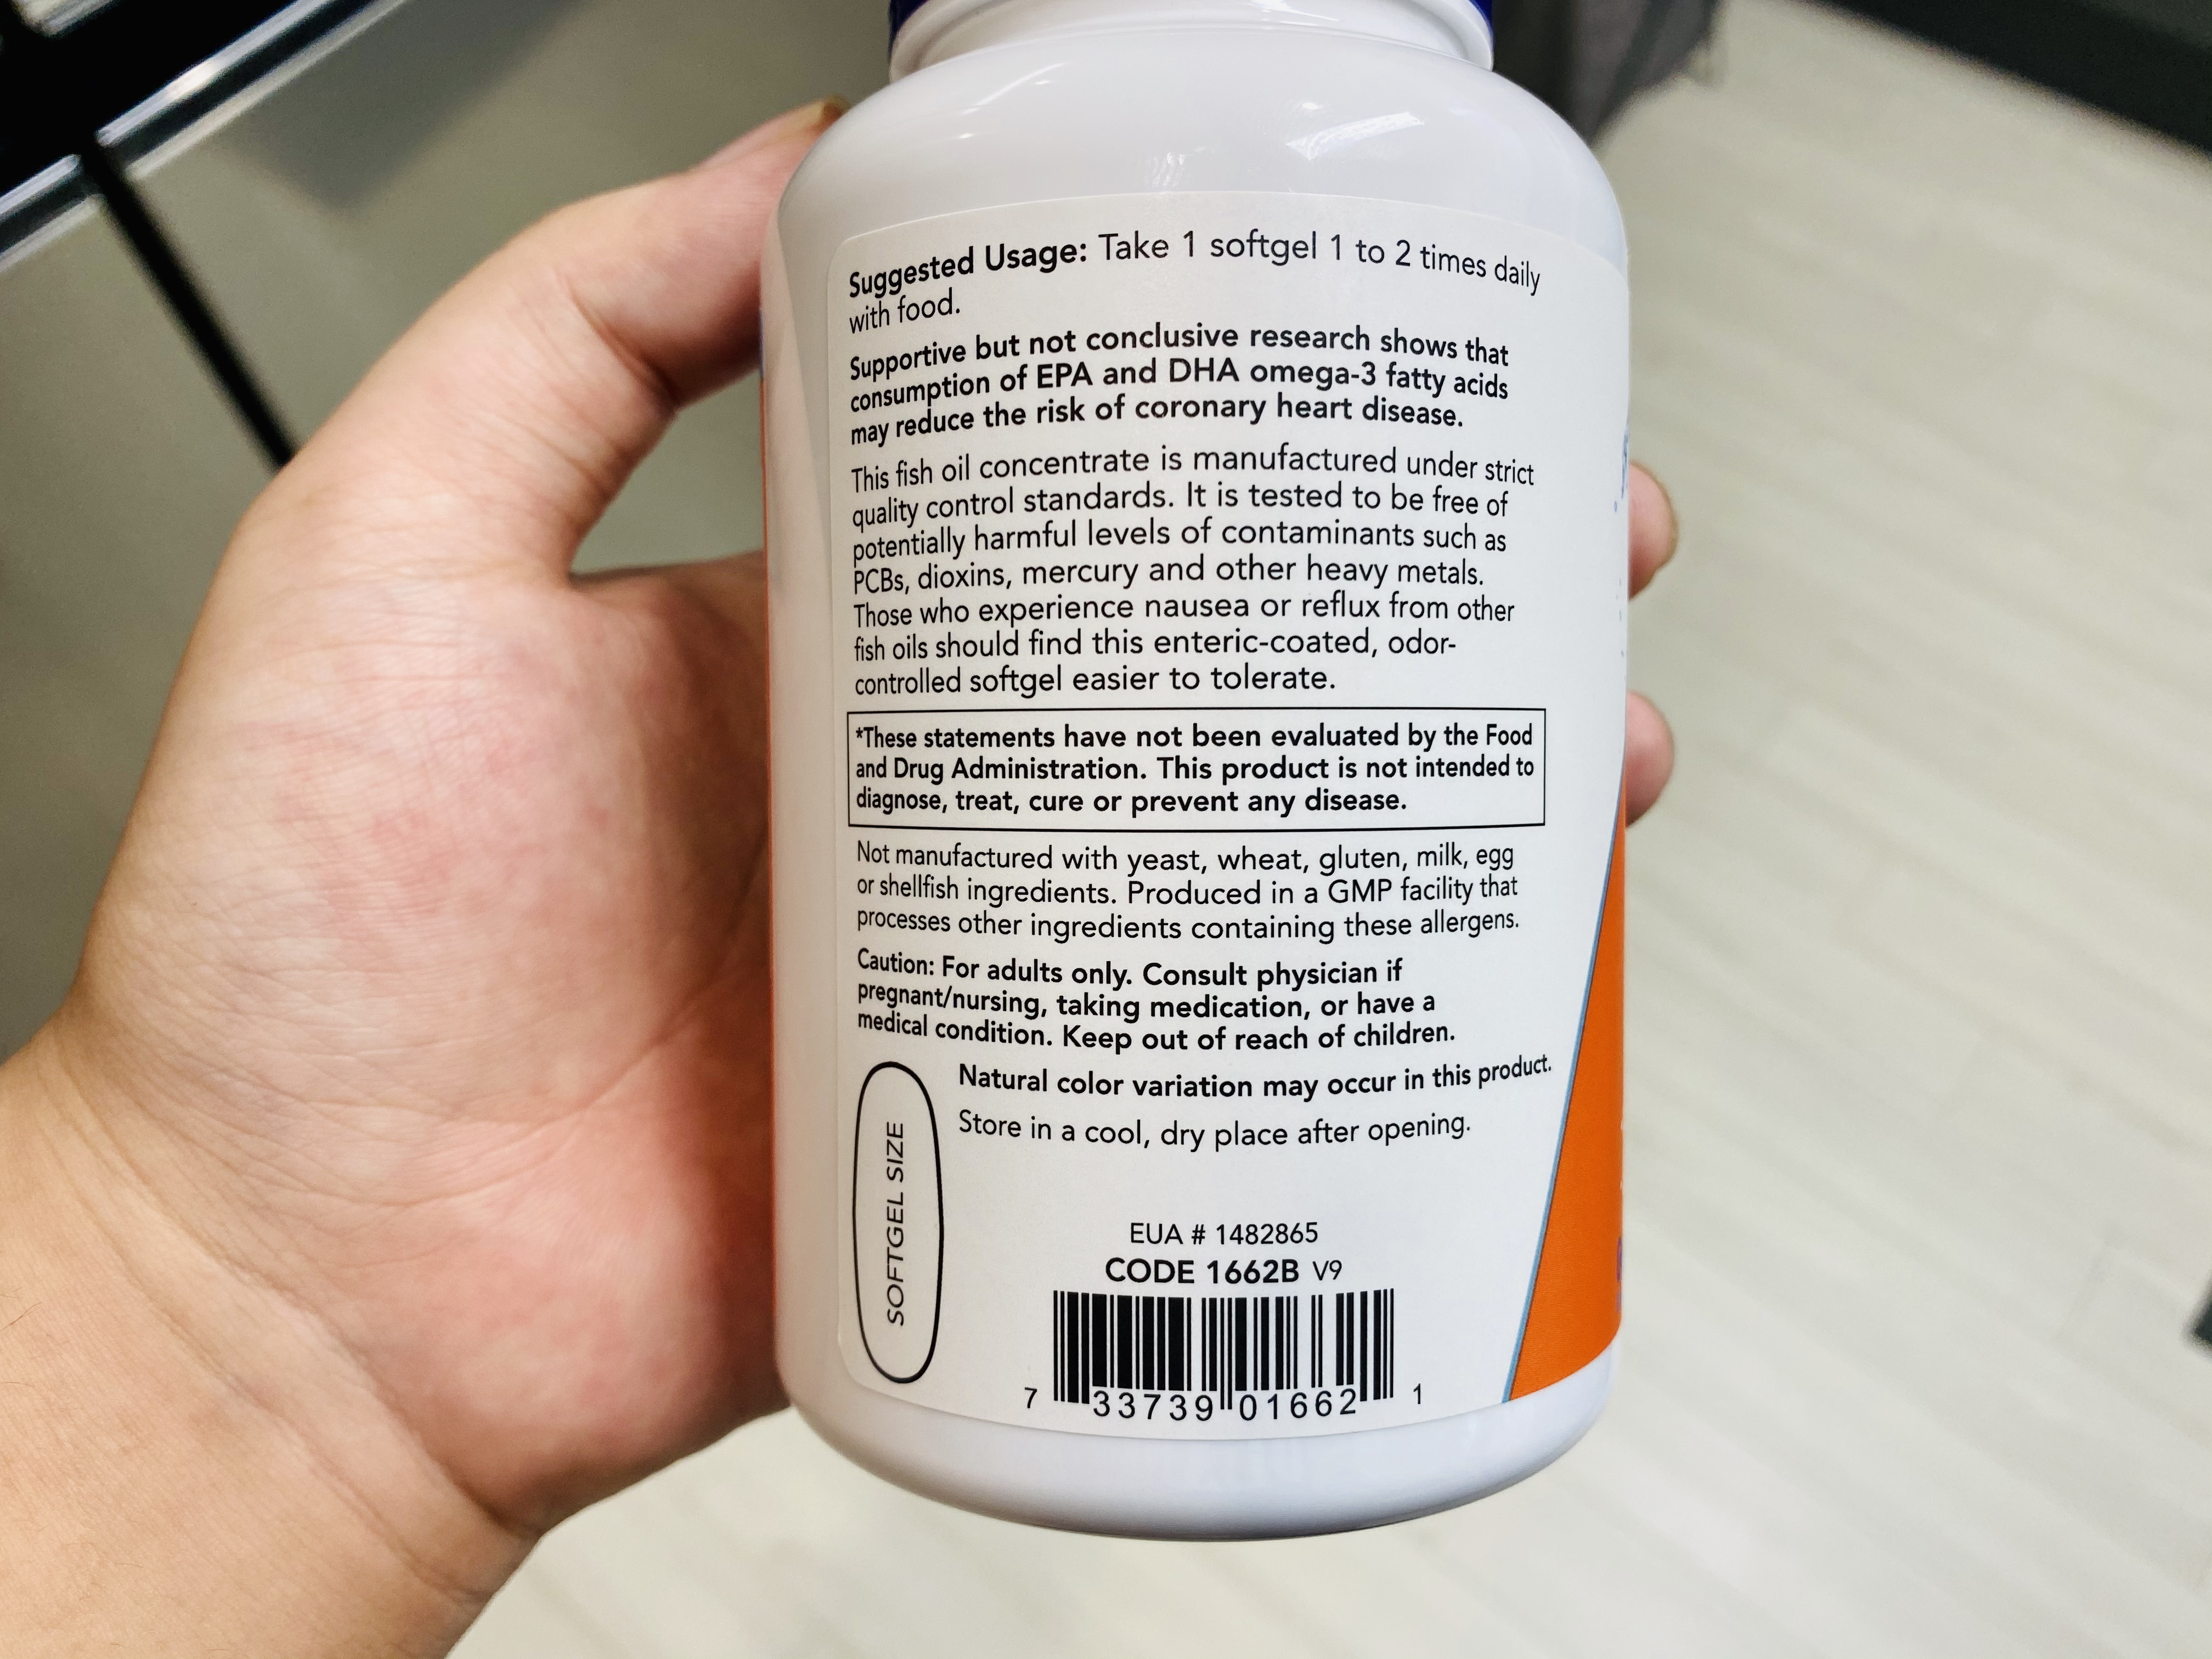 Suggested Usage: Take 1 softgel 1 to 2 times daily
with food.
Supportive but not conclusive research shows that
consumption of EPA and DHA omega-3 fatty acids
may reduce the risk of coronary heart disease.
This fish oil concentrate is manufactured under strict
quality control standards. It is tested to be free of
potentially harmful levels of contaminants such as
PCBs, dioxins, mercury and other heavy metals.
Those who experience nausea or reflux from other
fish oils should find this enteric-coated, odor-
controlled softgel easier to tolerate.
*These statements have not been evaluated by the Food
and Drug Administration. This product is not intended to
diagnose, treat, cure or prevent any disease.
Not manufactured with yeast, wheat, gluten, milk, egg
or shellfish ingredients. Produced in a GMP facility that
processes other ingredients containing these allergens.
Caution: For adults only. Consult physician if
pregnant/nursing, taking medication, or have a
medical condition. Keep out of reach of children.
Natural color variation may occur in this product.
Store in a cool, dry place after opening.
SOFTGEL SIZE
EUA # 1482865
CODE 1662B V9
7 33739 01662 1